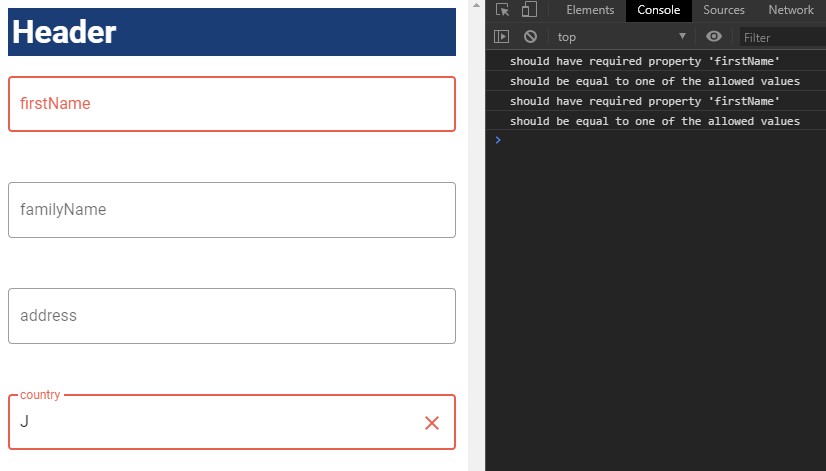 Header
firstName
familyName
address
country
J
Elements Console Sources Network
top Filter
should have required property 'firstName'
should be equal to one of the allowed values
should have required property 'firstName'
should be equal to one of the allowed values